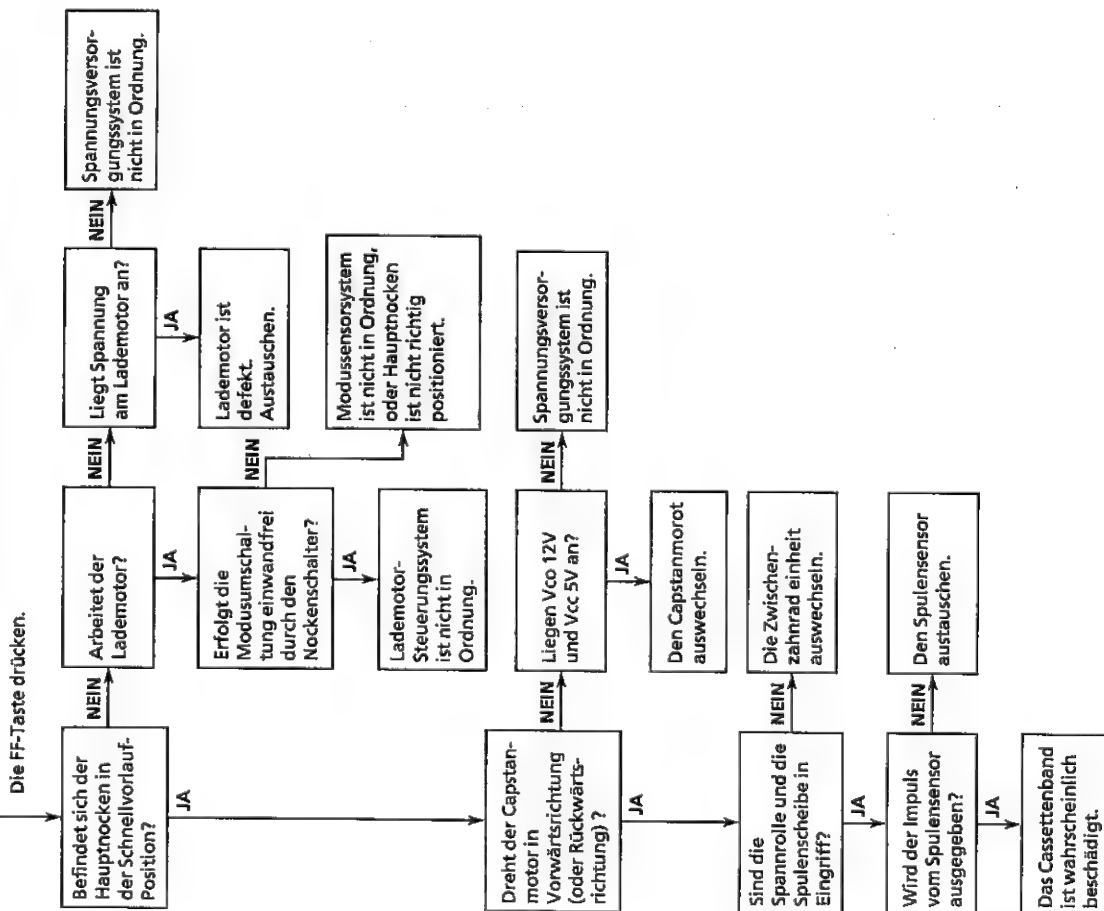 Die FF-Taste drücken.
Befindet sich der
Hauptnocken in
der Schnellvorlauf-
Position?
NEIN
Arbeitet der
Lademotor?
NEIN
Liegt Spannung
am Lademotor an?
NEIN
Spannungsversor-
gungssystem ist
nicht in Ordnung.
JA
JA
JA
Erfolgt die
Modusumschal-
tung einwandfrei
durch den
Nockenschalter?
NEIN
Lademotor ist
defekt.
Austauschen.
JA
Lademotor-
Steuerungssystem
ist nicht in
Ordnung.
Modussensorsystem
ist nicht in Ordnung,
oder Hauptnocken
ist nicht richtig
positioniert.
Dreht der Capstan-
motor in
Vorwärtsrichtung
(oder Rückwärts-
richtung) ?
NEIN
Liegen Vco 12V
und Vcc 5V an?
NEIN
Spannungsversor-
gungssystem ist
nicht in Ordnung.
JA
JA
Den Capstanmorot
auswechseln.
Sind die
Spannrolle und die
Spulenscheibe in
Eingriff?
NEIN
Die Zwischen-
zahnrad einheit
auswechseln.
JA
Wird der Impuls
vom Spulensensor
ausgegeben?
NEIN
Den Spulensensor
austauschen.
JA
Das Cassettenband
ist wahrscheinlich
beschädigt.